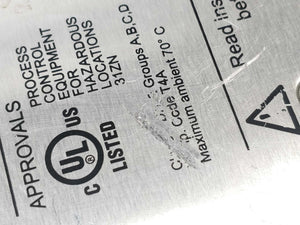 APPROVALS
PROCESS
CONTROL
EQUIPMENT
FOR
HAZARDOUS
LOCATIONS
31ZN
C UL US
LISTED
Groups A,B,C,D
Code T4A
Maximum ambient 70° C
Read ins
be